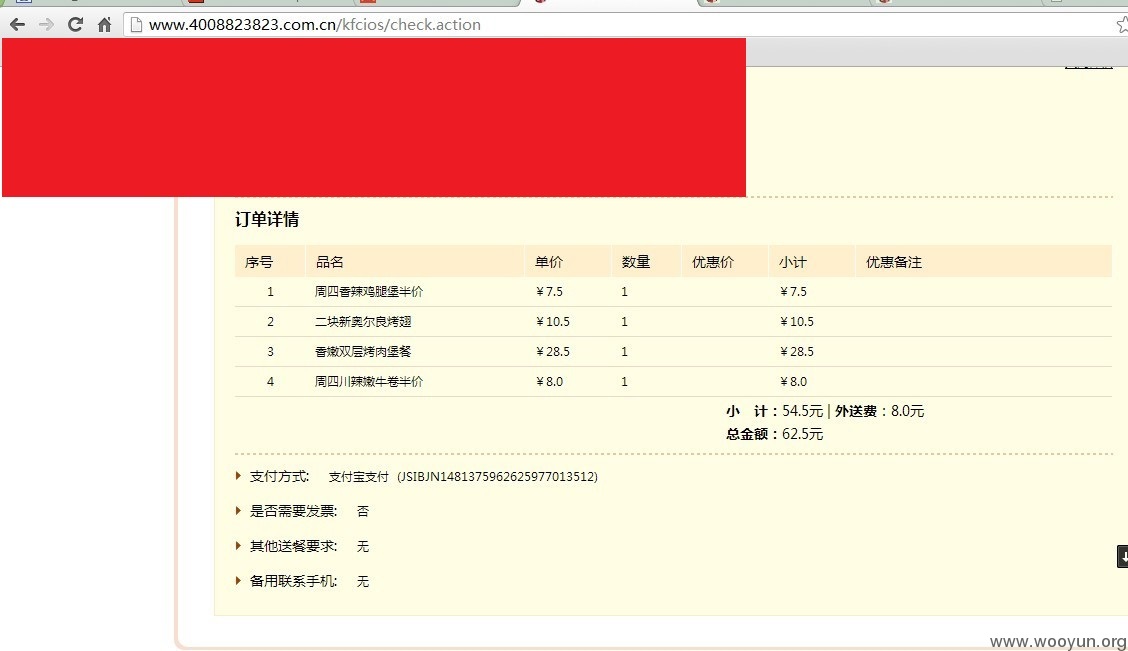 www.4008823823.com.cn/kfcios/check.action
订单详情
序号 品名 单价 数量 优惠价 小计 优惠备注
1 周四香辣鸡腿堡半价 ¥7.5 1 ¥7.5
2 二块新奥尔良烤翅 ¥10.5 1 ¥10.5
3 香嫩双层烤肉堡餐 ¥28.5 1 ¥28.5
4 周四川辣嫩牛卷半价 ¥8.0 1 ¥8.0
小 计：54.5元 | 外送费：8.0元
总金额：62.5元
支付方式: 支付宝支付 (JSIBJN1481375962625977013512)
是否需要发票: 否
其他送餐要求: 无
备用联系手机: 无
www.wooyun.org